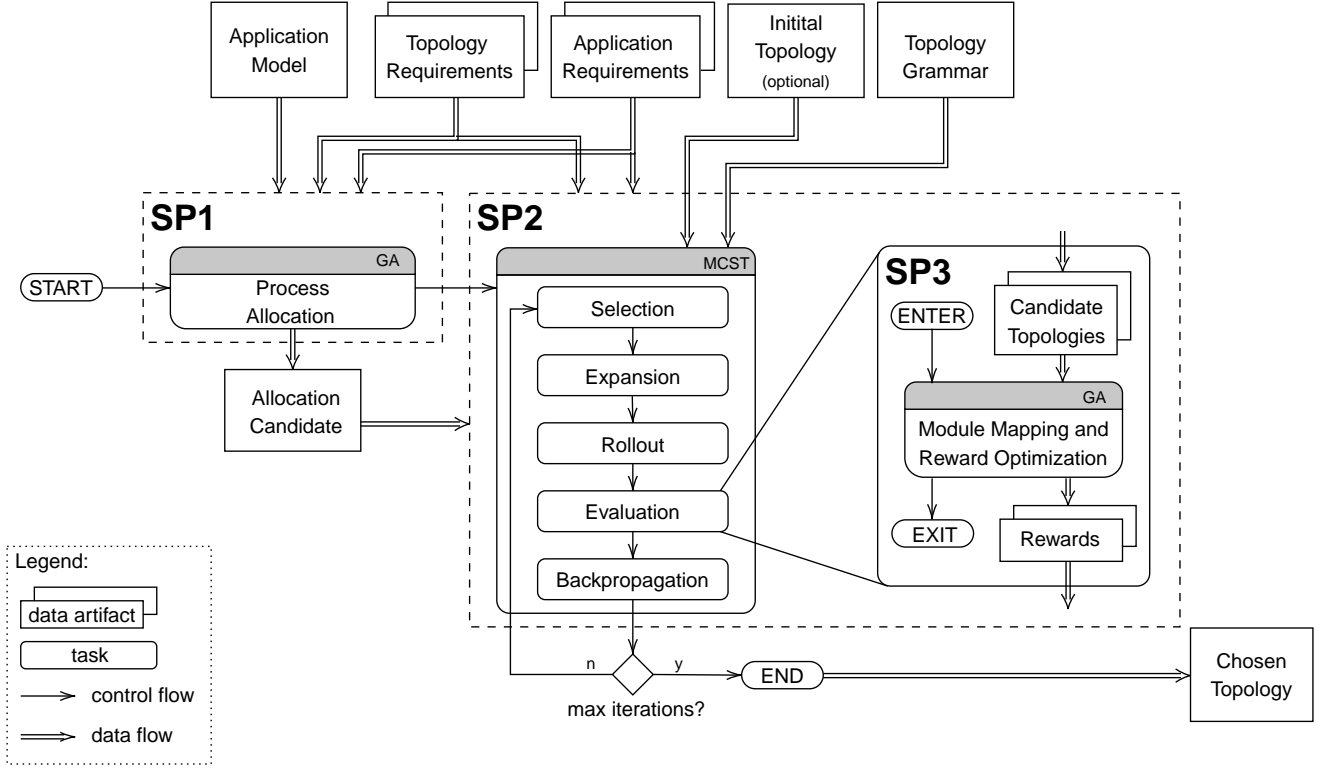 Application
Model
Topology
Requirements
Application
Requirements
Initital
Topology
(optional)
Topology
Grammar
SP1
GA
Process
Allocation
START
Allocation
Candidate
SP2
MCST
Selection
Expansion
Rollout
Evaluation
Backpropagation
n
y
max iterations?
END
SP3
ENTER
Candidate
Topologies
GA
Module Mapping and
Reward Optimization
EXIT
Rewards
Chosen
Topology
Legend:
data artifact
task
control flow
data flow